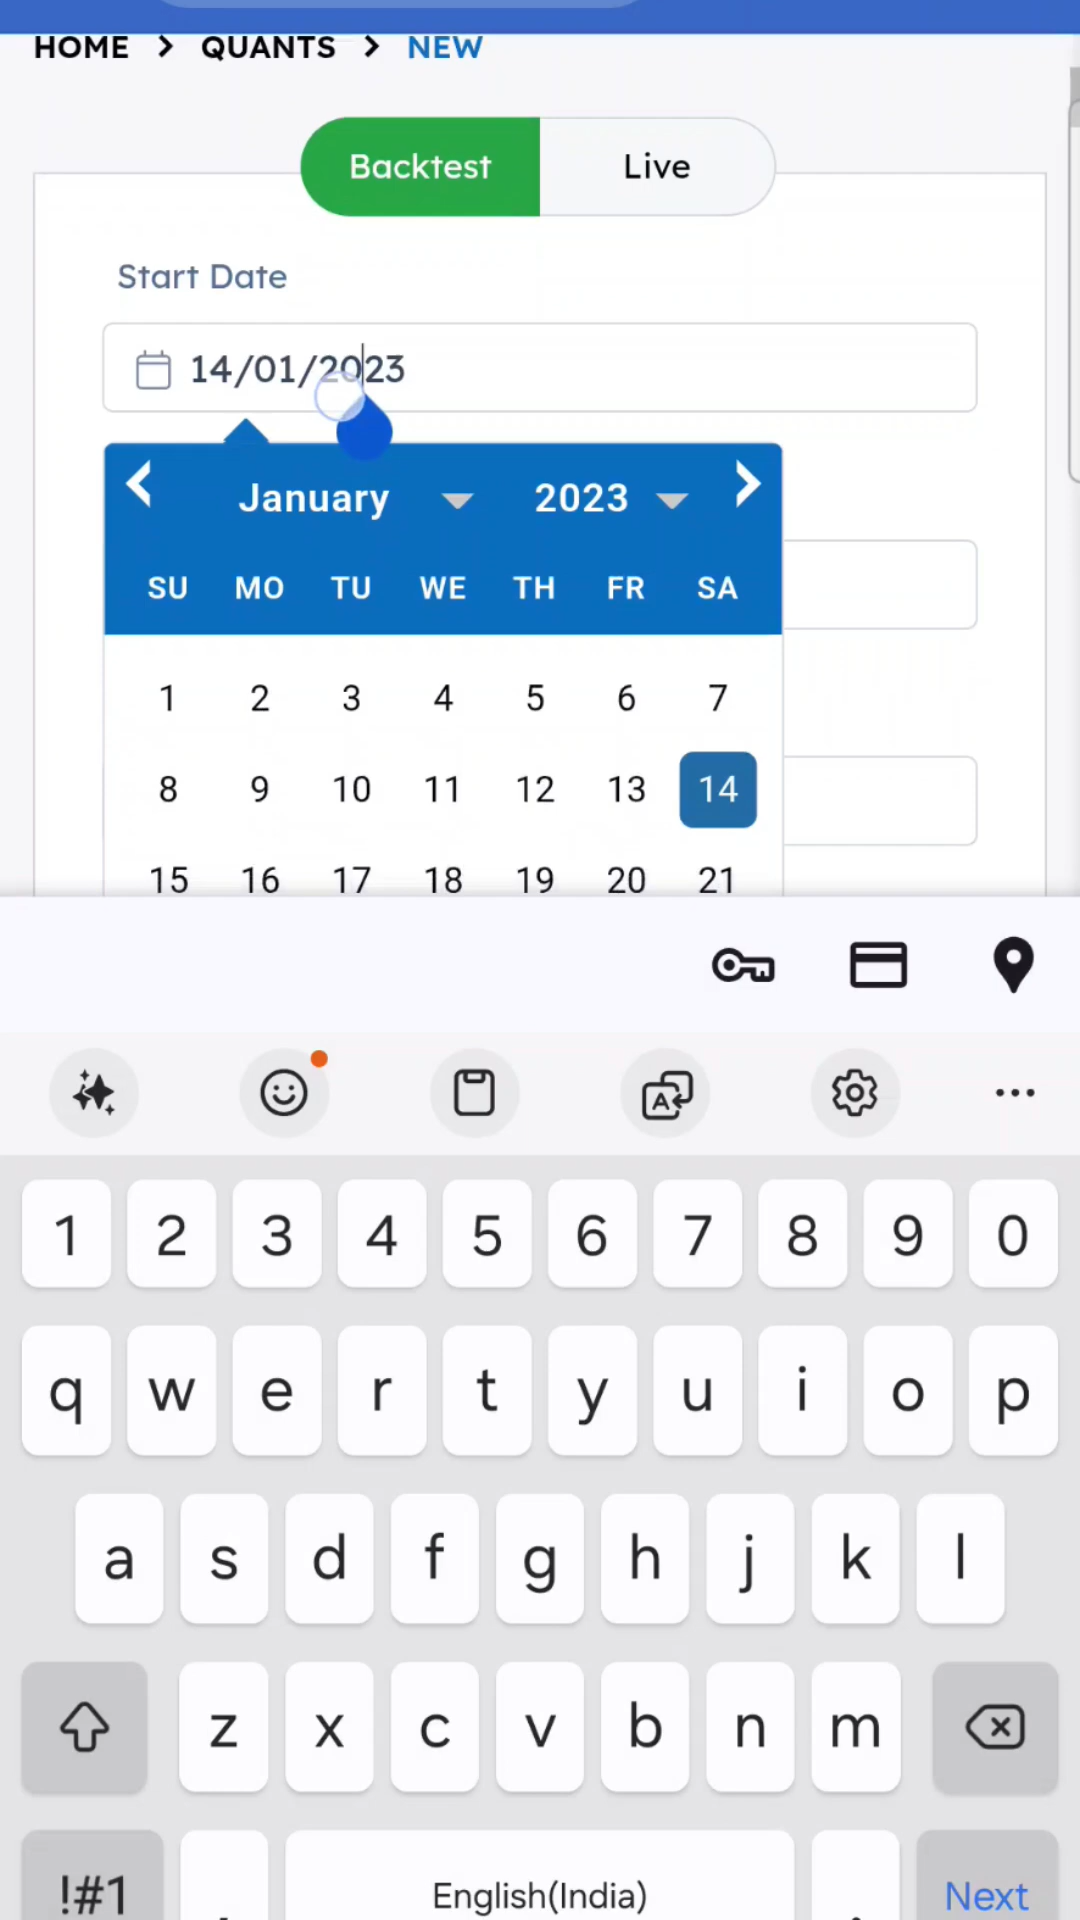 HOME > QUANTS > NEW
Backtest Live
Start Date
14/01/2023
January 2023
SU MO TU WE TH FR SA
1 2 3 4 5 6 7
8 9 10 11 12 13 14
15 16 17 18 19 20 21
1 2 3 4 5 6 7 8 9 0
q w e r t y u i o p
a s d f g h j k l
z x c v b n m
!#1 , English(India) . Next